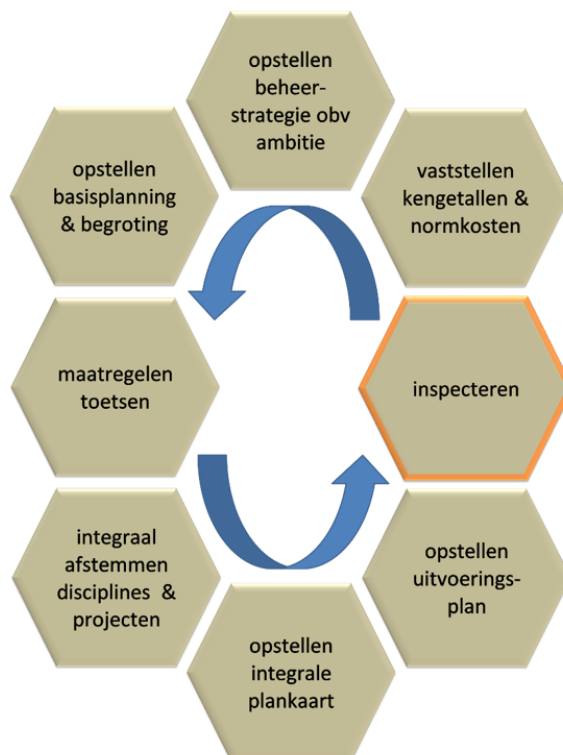 opstellen
beheer-
strategie obv
ambitie
vaststellen
kengetallen &
normkosten
inspecteren
opstellen
uitvoerings-
plan
opstellen
integrale
plankaart
integraal
afstemmen
disciplines &
projecten
maatregelen
toetsen
opstellen
basisplanning
& begroting